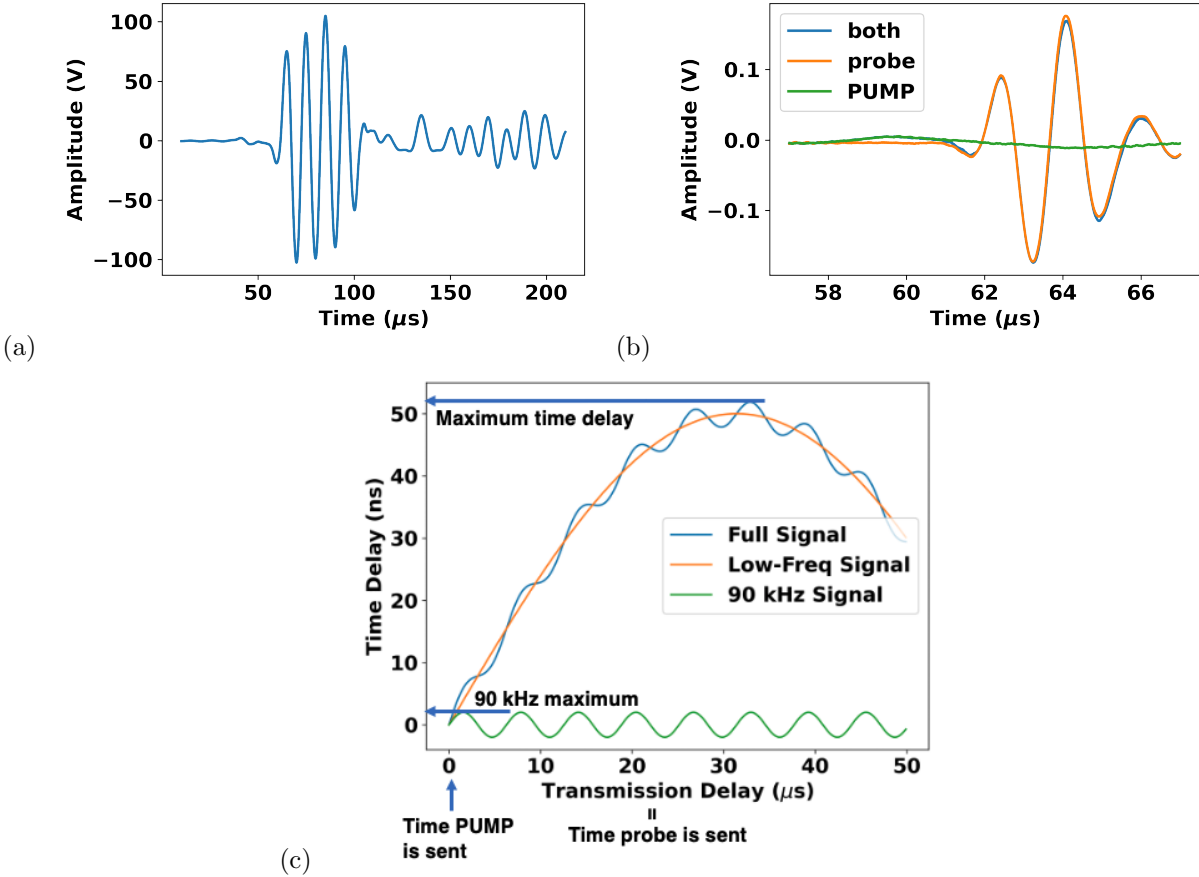 100
50
0
−50
−100
Amplitude (V)
50
100
150
200
Time (μs)
(a)
both
probe
PUMP
0.1
0.0
−0.1
Amplitude (V)
58
60
62
64
66
Time (μs)
(b)
Maximum time delay
50
40
30
20
10
0
Time Delay (ns)
Full Signal
Low-Freq Signal
90 kHz Signal
90 kHz maximum
0
10
20
30
40
50
Transmission Delay (μs)
=
Time PUMP
is sent
Time probe is sent
(c)